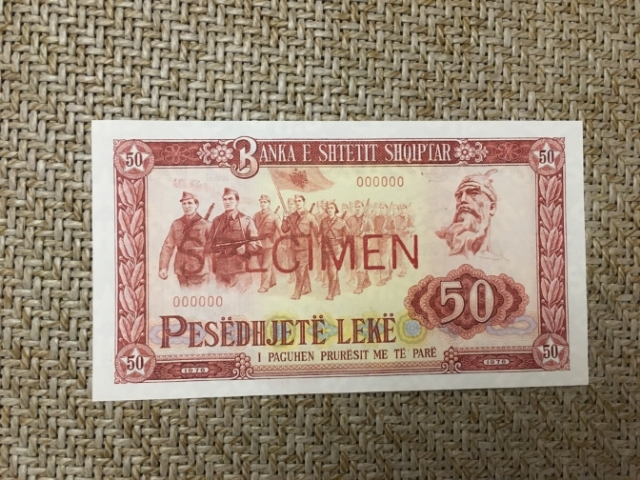 50 BANKA E SHTETIT SHQIPTAR 50
000000
SPECIMEN
000000
50
PESËDHJETË LEKË
I PAGUHEN PRURËSIT ME TË PARË
50 1976 1976 50